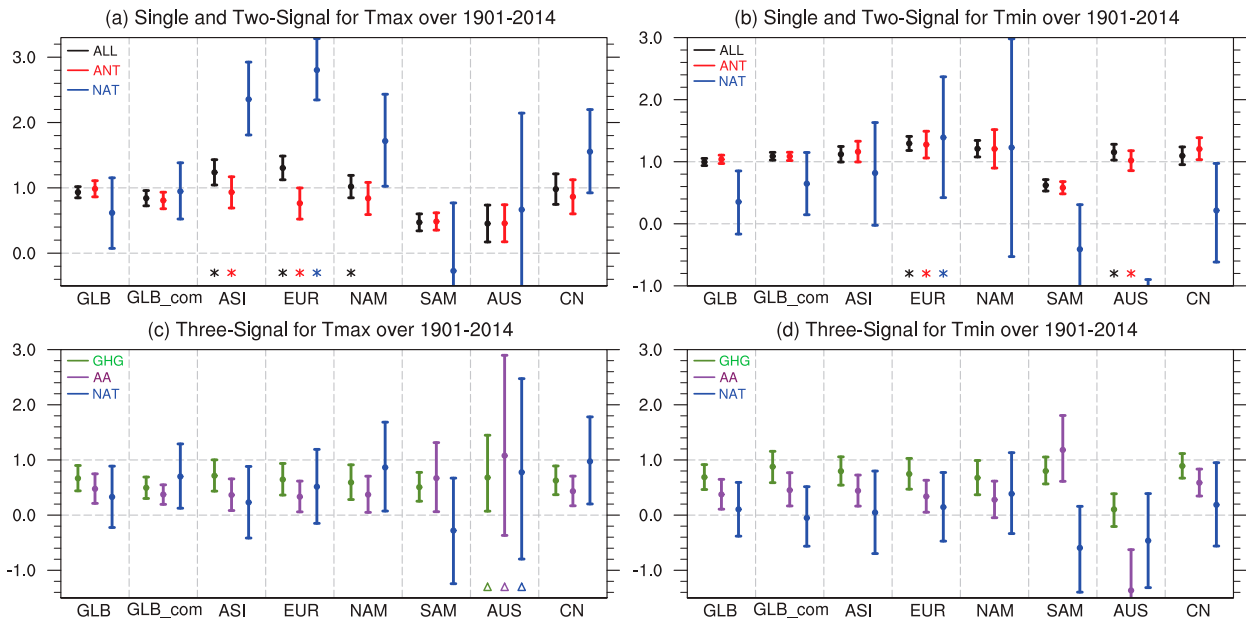 (a) Single and Two-Signal for Tmax over 1901-2014
3.0
2.0
1.0
0.0
ALL
ANT
NAT
* * * * * *
GLB GLB_com ASI EUR NAM SAM AUS CN
(b) Single and Two-Signal for Tmin over 1901-2014
3.0
2.0
1.0
0.0
-1.0
ALL
ANT
NAT
* * * * *
GLB GLB_com ASI EUR NAM SAM AUS CN
(c) Three-Signal for Tmax over 1901-2014
3.0
2.0
1.0
0.0
-1.0
GHG
AA
NAT
Δ Δ Δ
GLB GLB_com ASI EUR NAM SAM AUS CN
(d) Three-Signal for Tmin over 1901-2014
3.0
2.0
1.0
0.0
-1.0
GHG
AA
NAT
GLB GLB_com ASI EUR NAM SAM AUS CN